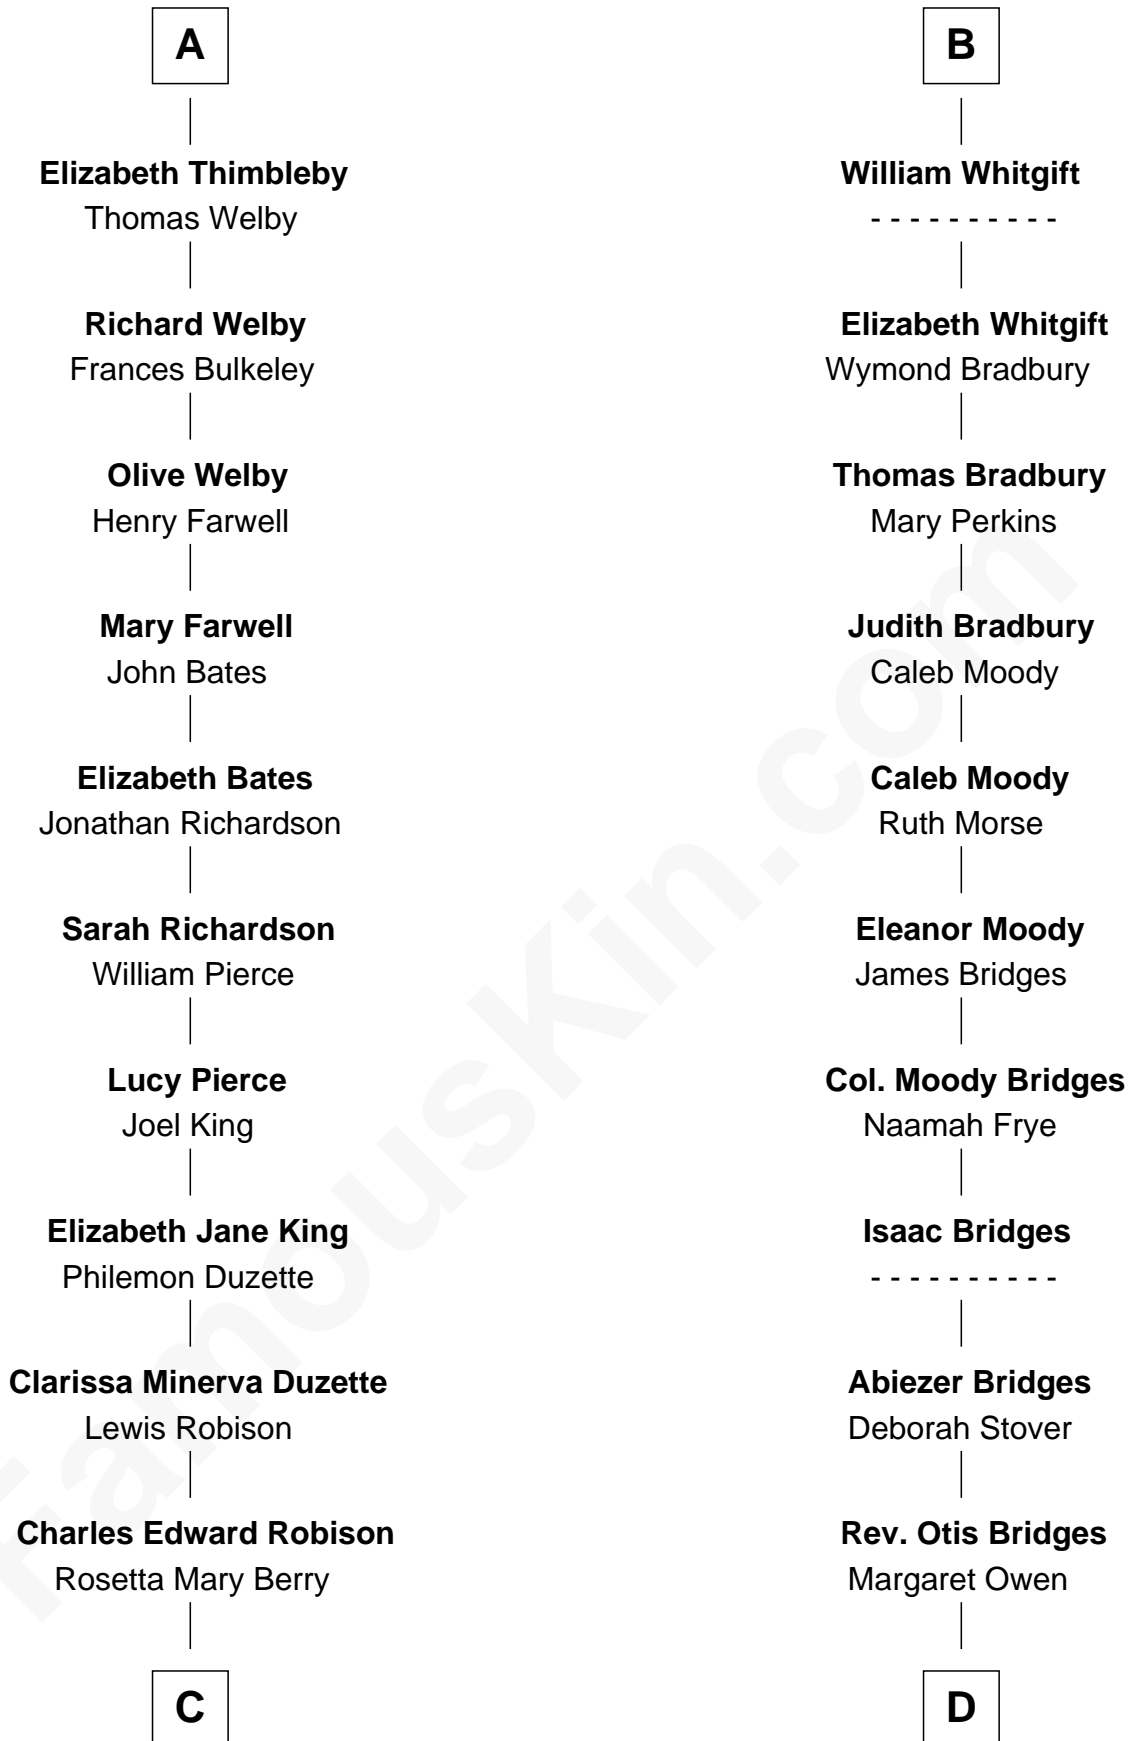 A
Elizabeth Thimbleby
Thomas Welby
Richard Welby
Frances Bulkeley
Olive Welby
Henry Farwell
Mary Farwell
John Bates
Elizabeth Bates
Jonathan Richardson
Sarah Richardson
William Pierce
Lucy Pierce
Joel King
Elizabeth Jane King
Philemon Duzette
Clarissa Minerva Duzette
Lewis Robison
Charles Edward Robison
Rosetta Mary Berry
C
B
William Whitgift
- - - - - - - - - -
Elizabeth Whitgift
Wymond Bradbury
Thomas Bradbury
Mary Perkins
Judith Bradbury
Caleb Moody
Caleb Moody
Ruth Morse
Eleanor Moody
James Bridges
Col. Moody Bridges
Naamah Frye
Isaac Bridges
- - - - - - - - - -
Abiezer Bridges
Deborah Stover
Rev. Otis Bridges
Margaret Owen
D
FamousKin.com